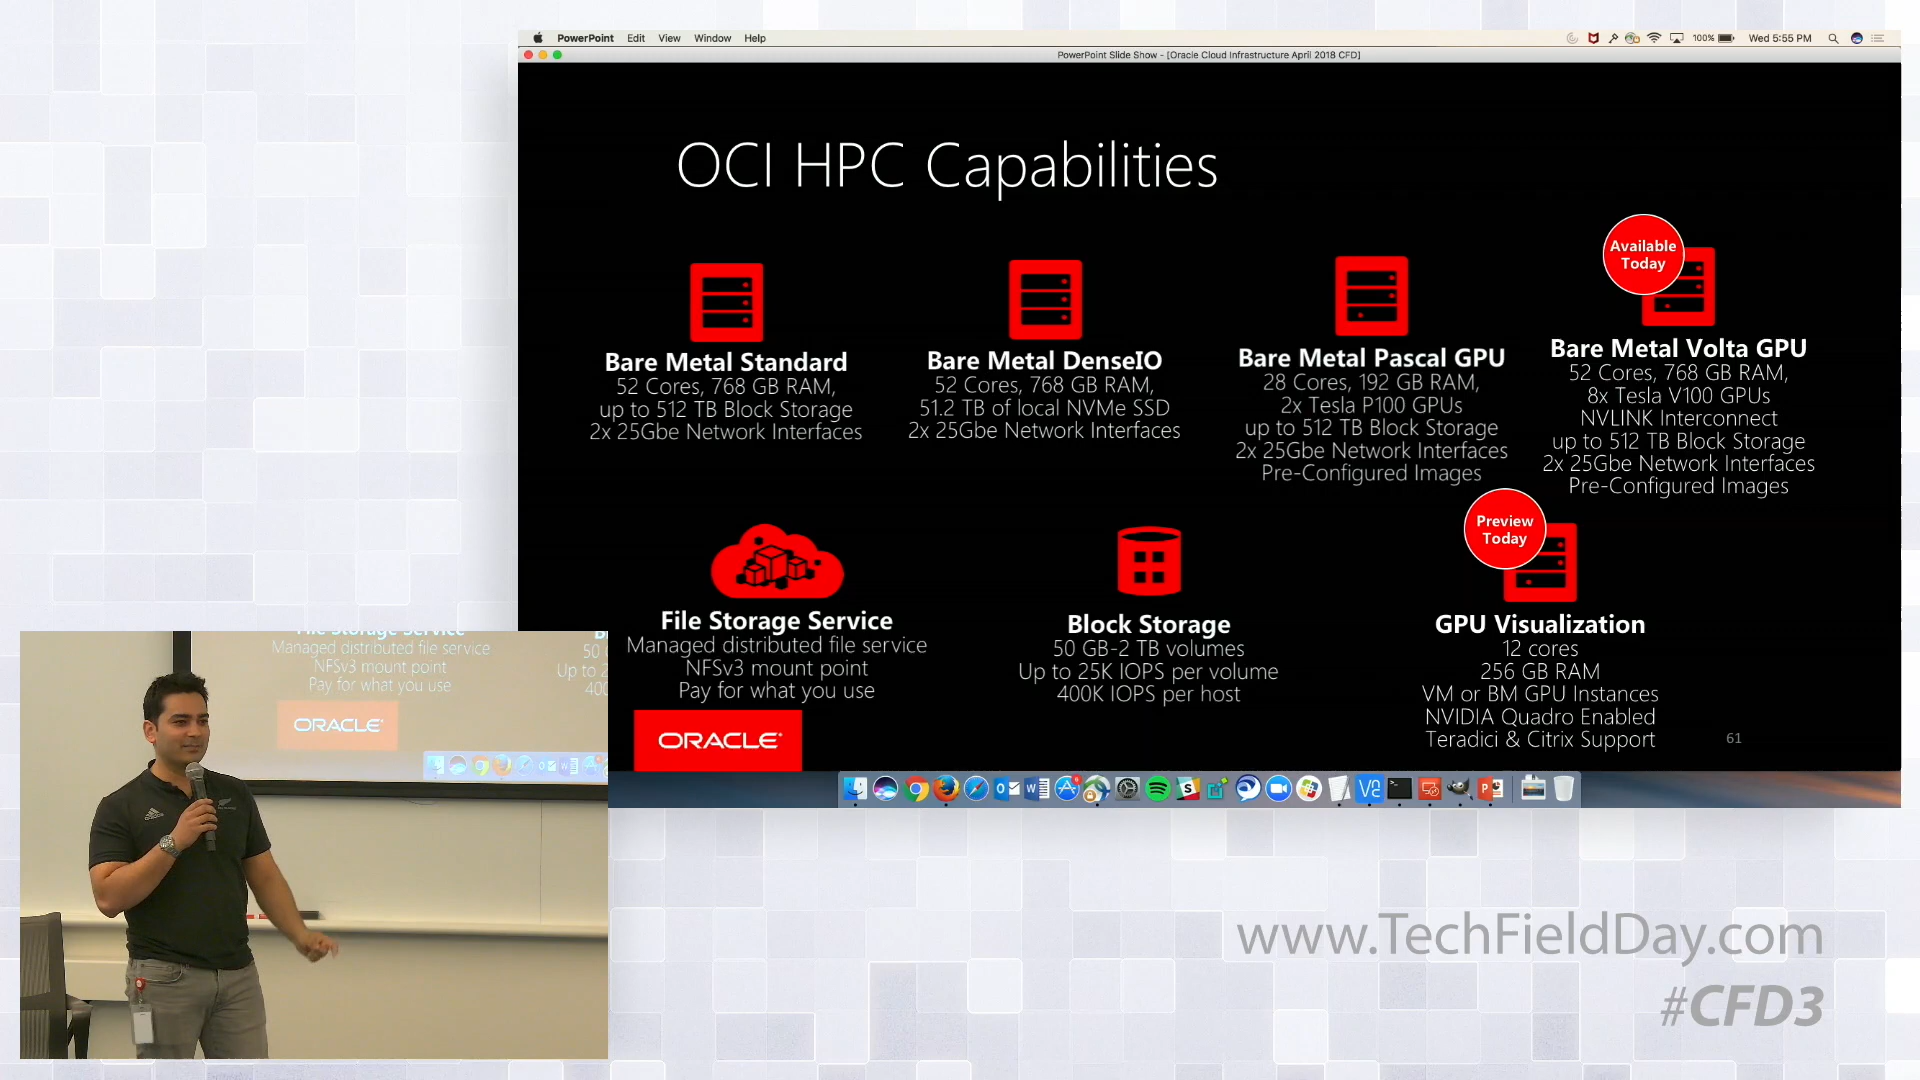 PowerPoint Edit View Window Help
100% Wed 5:55 PM
PowerPoint Slide Show - [Oracle Cloud Infrastructure April 2018 CFD]
OCI HPC Capabilities
Bare Metal Standard
52 Cores, 768 GB RAM,
up to 512 TB Block Storage
2x 25Gbe Network Interfaces
Bare Metal DenseIO
52 Cores, 768 GB RAM,
51.2 TB of local NVMe SSD
2x 25Gbe Network Interfaces
Bare Metal Pascal GPU
28 Cores, 192 GB RAM,
2x Tesla P100 GPUs
up to 512 TB Block Storage
2x 25Gbe Network Interfaces
Pre-Configured Images
Available
Today
Bare Metal Volta GPU
52 Cores, 768 GB RAM,
8x Tesla V100 GPUs
NVLINK Interconnect
up to 512 TB Block Storage
2x 25Gbe Network Interfaces
Pre-Configured Images
File Storage Service
Managed distributed file service
NFSv3 mount point
Pay for what you use
Block Storage
50 GB-2 TB volumes
Up to 25K IOPS per volume
400K IOPS per host
Preview
Today
GPU Visualization
12 cores
256 GB RAM
VM or BM GPU Instances
NVIDIA Quadro Enabled
Teradici & Citrix Support
61
ORACLE
File Storage Service
Managed distributed file service
NFSv3 mount point
Pay for what you use
50
Up to 2
400
ORACLE
adidas
www.TechFieldDay.com
#CFD3